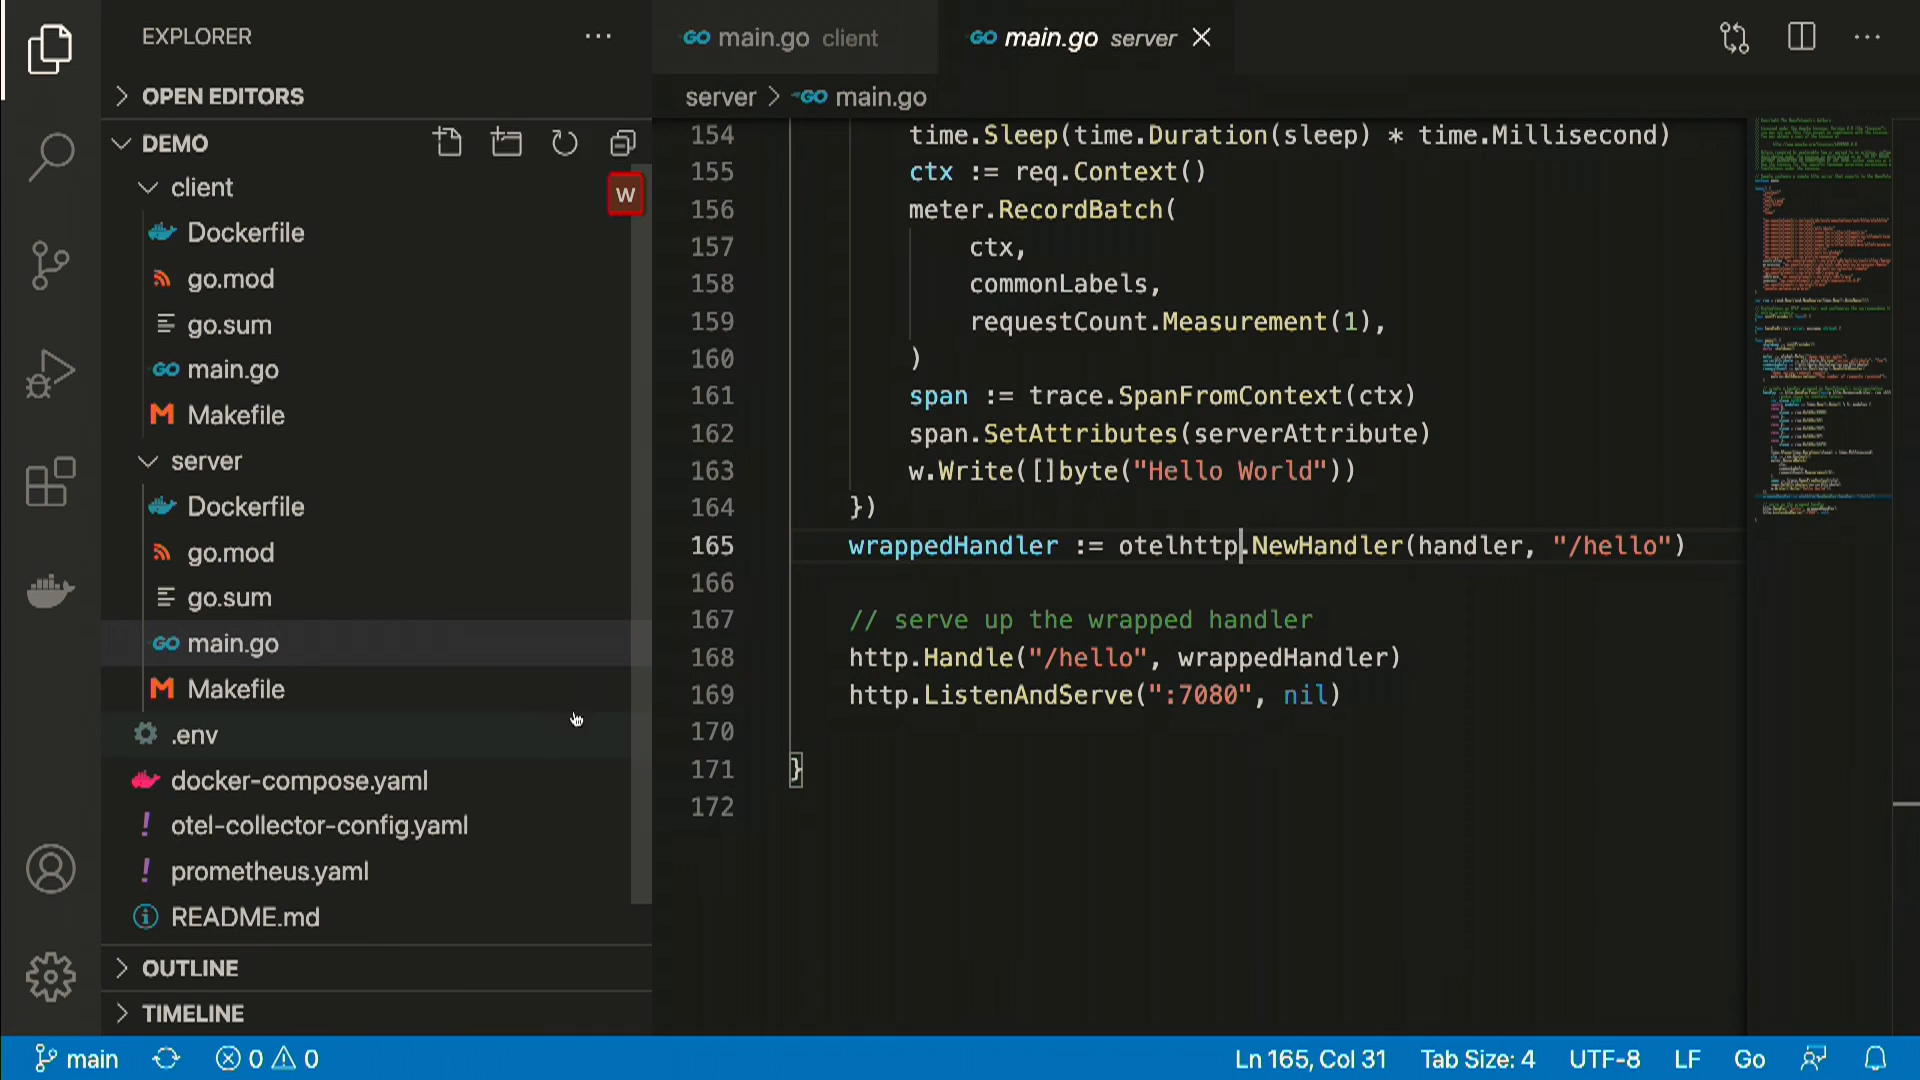 EXPLORER
OPEN EDITORS
DEMO
client
W
Dockerfile
go.mod
go.sum
main.go
Makefile
server
Dockerfile
go.mod
go.sum
main.go
Makefile
.env
docker-compose.yaml
otel-collector-config.yaml
prometheus.yaml
README.md
OUTLINE
TIMELINE
main.go client
main.go server
server > main.go
154 time.Sleep(time.Duration(sleep) * time.Millisecond)
155 ctx := req.Context()
156 meter.RecordBatch(
157 ctx,
158 commonLabels,
159 requestCount.Measurement(1),
160 )
161 span := trace.SpanFromContext(ctx)
162 span.SetAttributes(serverAttribute)
163 w.Write([]byte("Hello World"))
164 })
165 wrappedHandler := otelhttp.NewHandler(handler, "/hello")
166
167 // serve up the wrapped handler
168 http.Handle("/hello", wrappedHandler)
169 http.ListenAndServe(":7080", nil)
170
171 }
172
main 0 0 Ln 165, Col 31 Tab Size: 4 UTF-8 LF Go